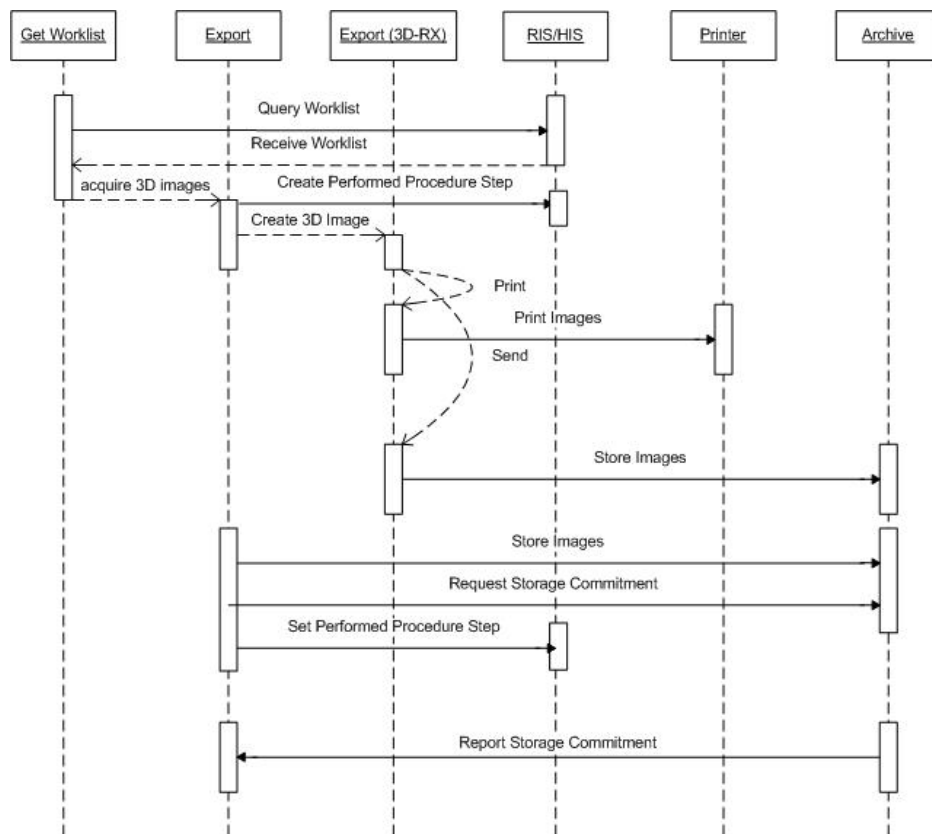 Get Worklist
Export
Export (3D-RX)
RIS/HIS
Printer
Archive
Query Worklist
Receive Worklist
acquire 3D images
Create Performed Procedure Step
Create 3D Image
Print
Print Images
Send
Store Images
Store Images
Request Storage Commitment
Set Performed Procedure Step
Report Storage Commitment